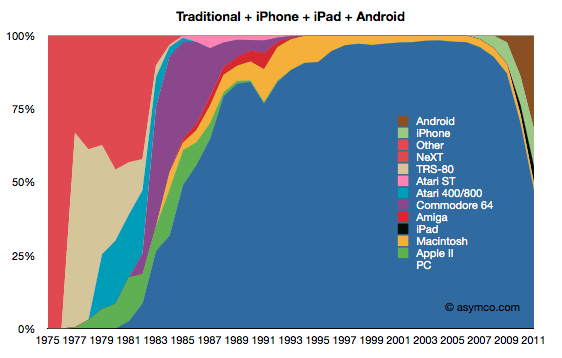 Traditional + iPhone + iPad + Android
100%
75%
50%
25%
0%
Android
iPhone
Other
NeXT
TRS-80
Atari ST
Atari 400/800
Commodore 64
Amiga
iPad
Macintosh
Apple II
PC
© asymco.com
1975 1977 1979 1981 1983 1985 1987 1989 1991 1993 1995 1997 1999 2001 2003 2005 2007 2009 2011